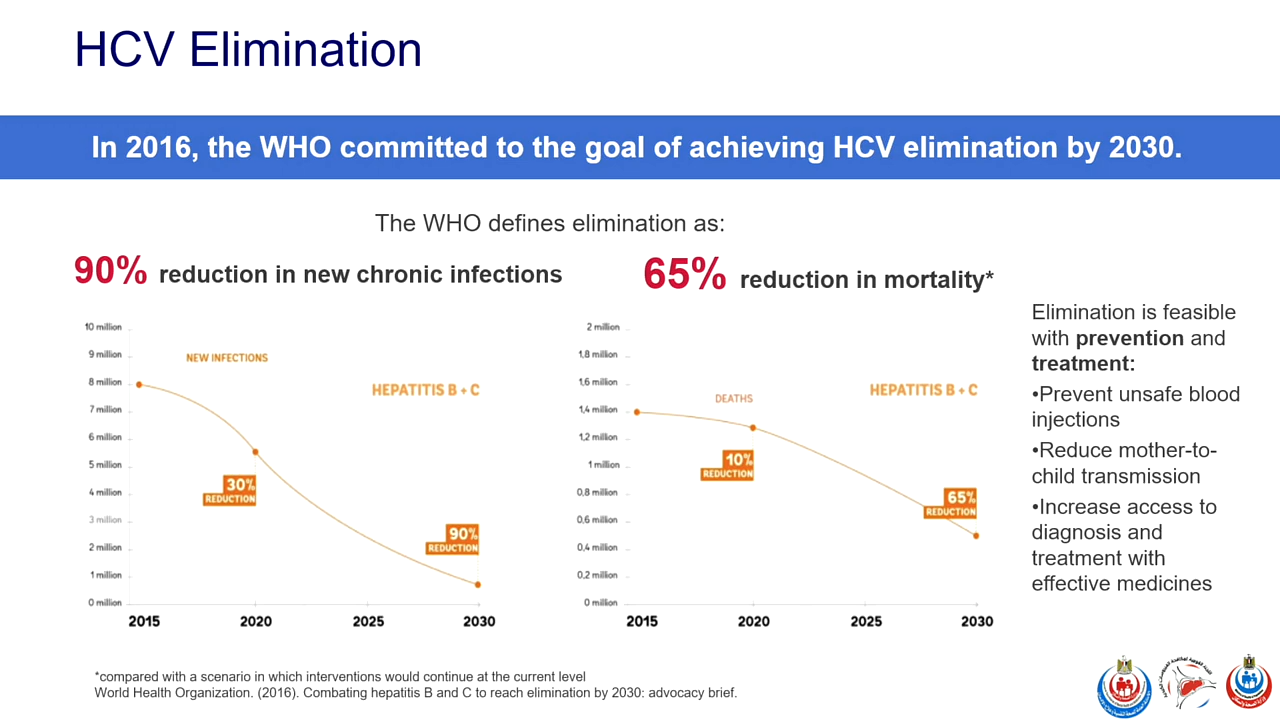 HCV Elimination
In 2016, the WHO committed to the goal of achieving HCV elimination by 2030.
The WHO defines elimination as:
90% reduction in new chronic infections
65% reduction in mortality*
10 million
9 million
8 million
7 million
6 million
5 million
4 million
3 million
2 million
1 million
0 million
NEW INFECTIONS
HEPATITIS B + C
30%
REDUCTION
90%
REDUCTION
2015 2020 2025 2030
2 million
1,8 million
1,6 million
1,4 million
1,2 million
1 million
0,8 million
0,6 million
0,4 million
0,2 million
0 million
DEATHS
HEPATITIS B + C
10%
REDUCTION
65%
REDUCTION
2015 2020 2025 2030
Elimination is feasible
with prevention and
treatment:
•Prevent unsafe blood
injections
•Reduce mother-to-
child transmission
•Increase access to
diagnosis and
treatment with
effective medicines
*compared with a scenario in which interventions would continue at the current level
World Health Organization. (2016). Combating hepatitis B and C to reach elimination by 2030: advocacy brief.